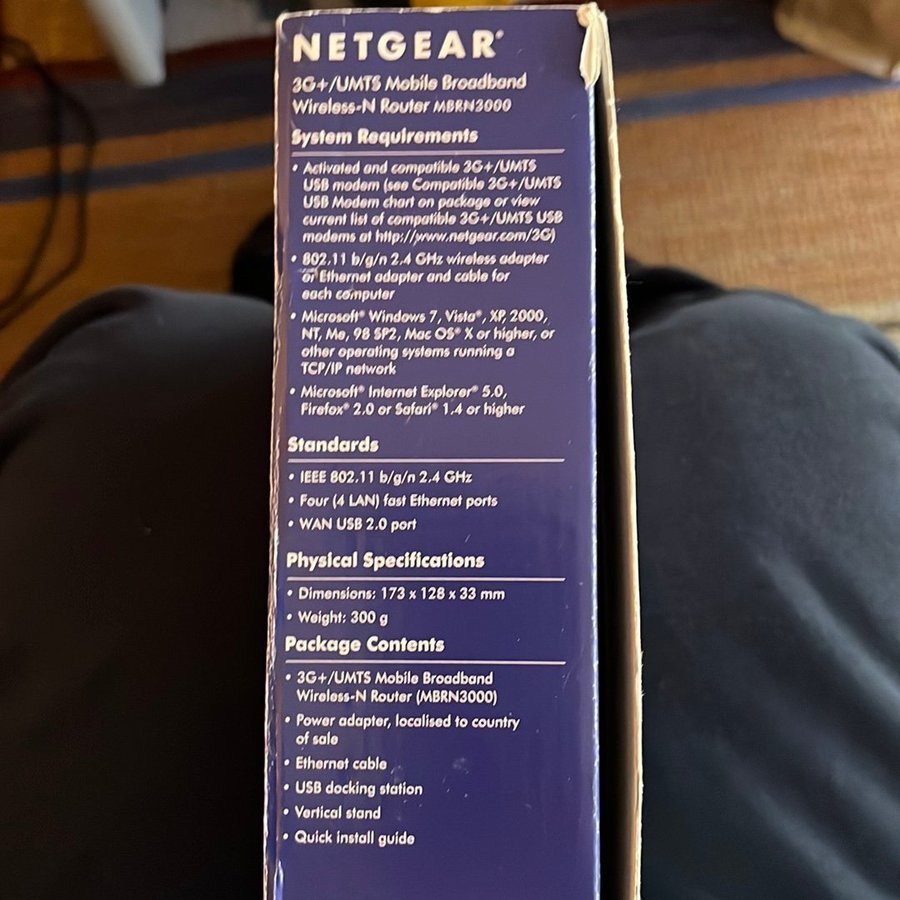 NETGEAR®
3G+/UMTS Mobile Broadband
Wireless-N Router MBRN3000
System Requirements
• Activated and compatible 3G+/UMTS
USB modem (see Compatible 3G+/UMTS
USB Modem chart on package or view
current list of compatible 3G+/UMTS USB
modems at http://www.netgear.com/3G)
• 802.11 b/g/n 2.4 GHz wireless adapter
or Ethernet adapter and cable for
each computer
• Microsoft® Windows 7, Vista®, XP, 2000,
NT, Me, 98 SP2, Mac OS® X or higher, or
other operating systems running a
TCP/IP network
• Microsoft® Internet Explorer® 5.0,
Firefox® 2.0 or Safari® 1.4 or higher
Standards
• IEEE 802.11 b/g/n 2.4 GHz
• Four (4 LAN) fast Ethernet ports
• WAN USB 2.0 port
Physical Specifications
• Dimensions: 173 x 128 x 33 mm
• Weight: 300 g
Package Contents
• 3G+/UMTS Mobile Broadband
Wireless-N Router (MBRN3000)
• Power adapter, localised to country
of sale
• Ethernet cable
• USB docking station
• Vertical stand
• Quick install guide